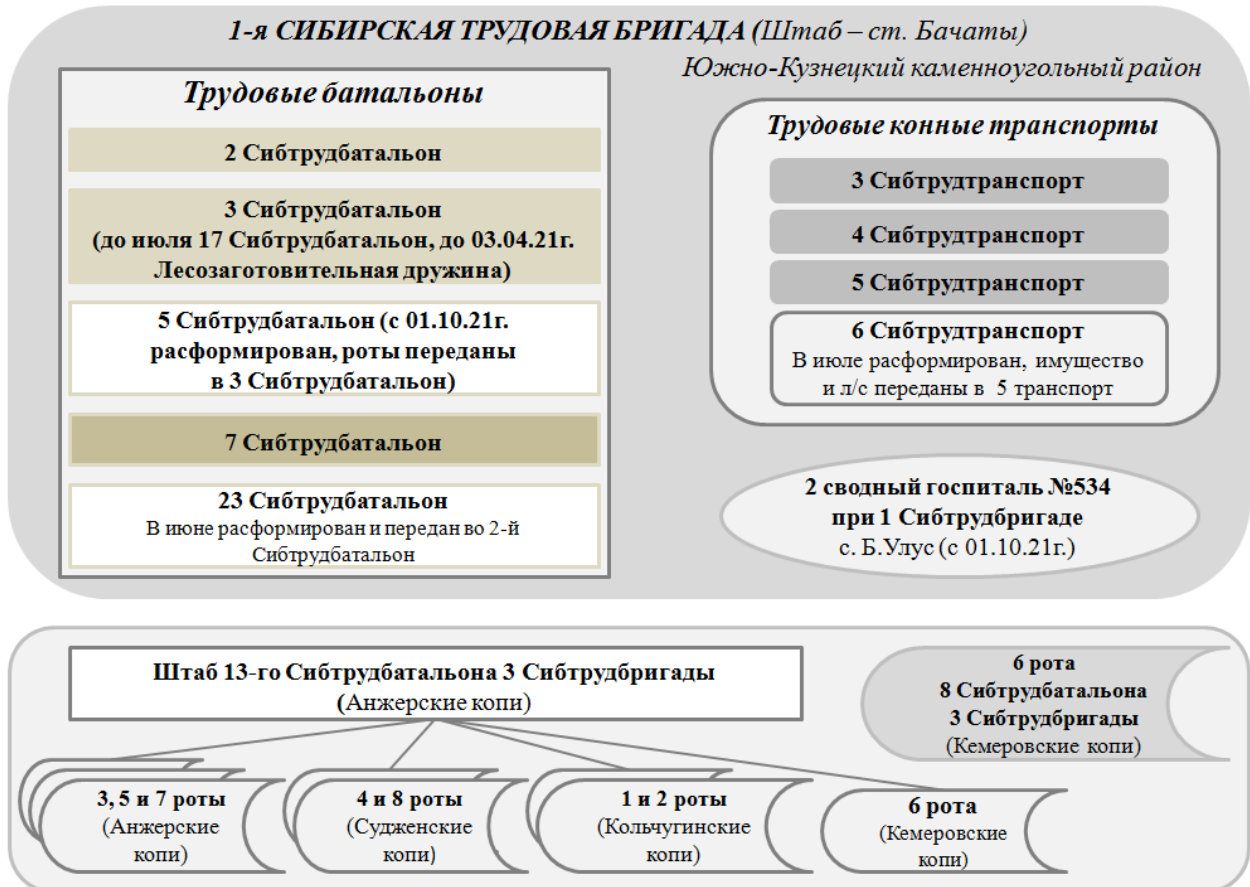 1-я СИБИРСКАЯ ТРУДОВАЯ БРИГАДА (Штаб – ст. Бачаты)
Южно-Кузнецкий каменноугольный район
Трудовые батальоны
2 Сибтрудбатальон
3 Сибтрудбатальон
(до июля 17 Сибтрудбатальон, до 03.04.21г.
Лесозаготовительная дружина)
5 Сибтрудбатальон (с 01.10.21г.
расформирован, роты переданы
в 3 Сибтрудбатальон)
7 Сибтрудбатальон
23 Сибтрудбатальон
В июне расформирован и передан во 2-й
Сибтрудбатальон
Трудовые конные транспорты
3 Сибтрудтранспорт
4 Сибтрудтранспорт
5 Сибтрудтранспорт
6 Сибтрудтранспорт
В июле расформирован, имущество
и л/с переданы в 5 транспорт
2 сводный госпиталь №534
при 1 Сибтрудбригаде
с. Б.Улус (с 01.10.21г.)
Штаб 13-го Сибтрудбатальона 3 Сибтрудбригады
(Анжерские копи)
6 рота
8 Сибтрудбатальона
3 Сибтрудбригады
(Кемеровские копи)
3, 5 и 7 роты
(Анжерские
копи)
4 и 8 роты
(Судженские
копи)
1 и 2 роты
(Кольчугинские
копи)
6 рота
(Кемеровские
копи)